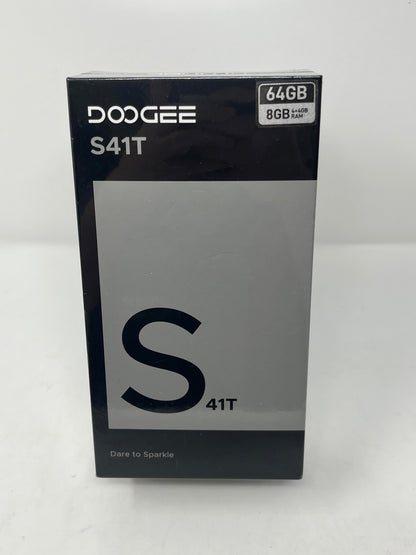 DOOGEE
S41T
64GB
8GB 4+4GB RAM
S 41T
Dare to Sparkle